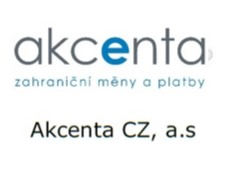 akcenta
zahraniční měny a platby
Akcenta CZ, a.s